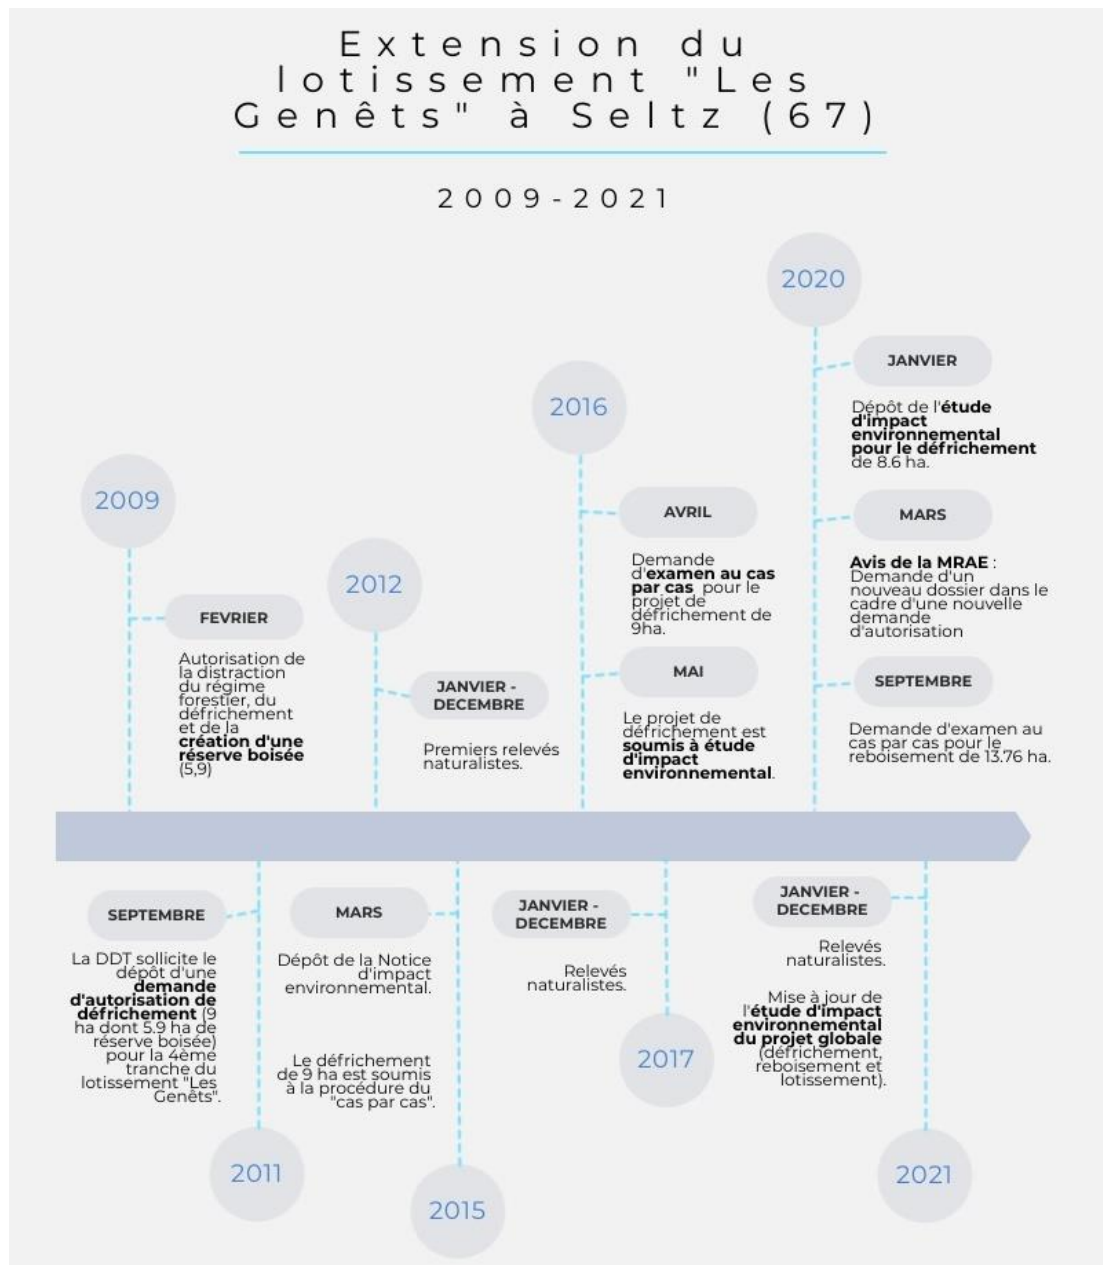 Extension du
lotissement "Les
Genêts" à Seltz (67)
2009-2021
2009
FEVRIER
Autorisation de
la distraction
du régime
forestier, du
défrichement
et de la
création d'une
réserve boisée
(5,9)
2011
SEPTEMBRE
La DDT sollicite le
dépôt d'une
demande
d'autorisation de
défrichement (9
ha dont 5.9 ha de
réserve boisée)
pour la 4ème
tranche du
lotissement "Les
Genêts".
2012
JANVIER -
DECEMBRE
Premiers relevés
naturalistes.
2015
MARS
Dépôt de la Notice
d'impact
environnemental.
Le défrichement
de 9 ha est soumis
à la procédure du
"cas par cas".
2016
AVRIL
Demande
d'examen au cas
par cas pour le
projet de
défrichement de
9ha.
MAI
Le projet de
défrichement est
soumis à étude
d'impact
environnemental.
2017
JANVIER -
DECEMBRE
Relevés
naturalistes.
2020
JANVIER
Dépôt de l'étude
d'impact
environnemental
pour le défrichement
de 8.6 ha.
MARS
Avis de la MRAE :
Demande d'un
nouveau dossier dans le
cadre d'une nouvelle
demande
d'autorisation
SEPTEMBRE
Demande d'examen au
cas par cas pour le
reboisement de 13.76 ha.
2021
JANVIER -
DECEMBRE
Relevés
naturalistes.
Mise à jour de
l'étude d'impact
environnemental
du projet globale
(défrichement,
reboisement et
lotissement).